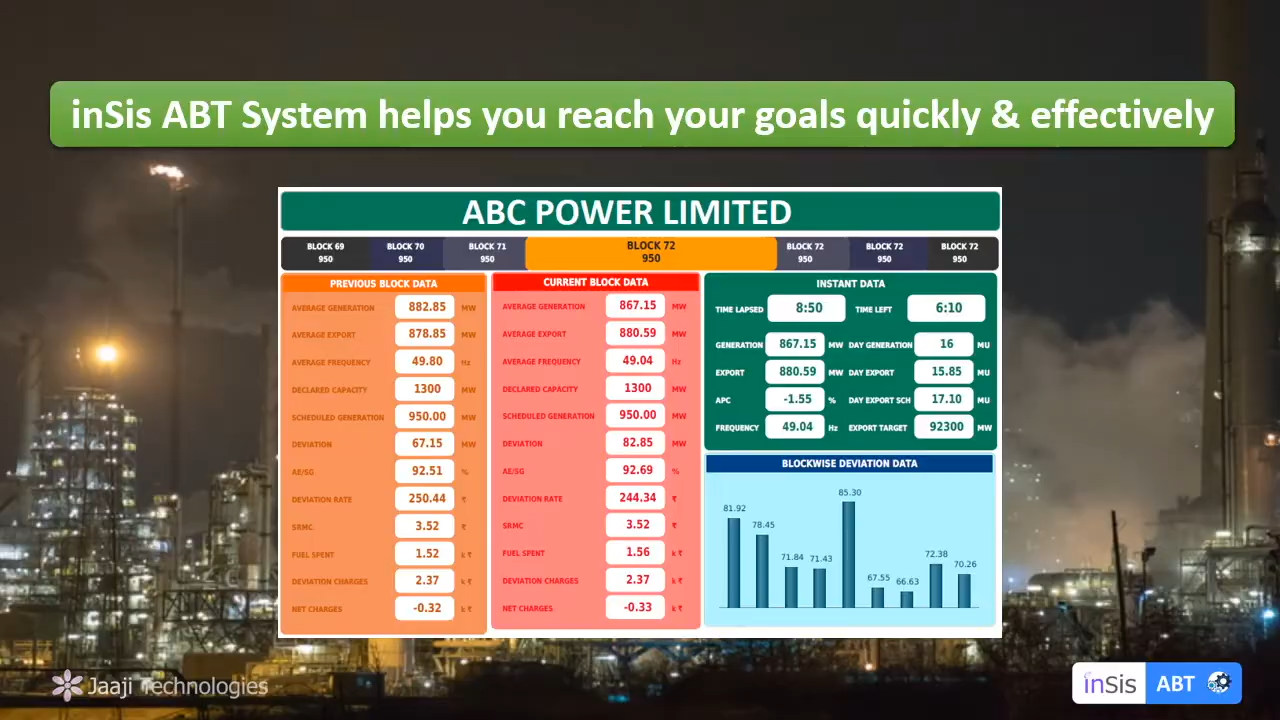 inSis ABT System helps you reach your goals quickly & effectively
ABC POWER LIMITED
BLOCK 69 BLOCK 70 BLOCK 71 BLOCK 72 BLOCK 72 BLOCK 72 BLOCK 72
950 950 950 950 950 950 950
PREVIOUS BLOCK DATA
AVERAGE GENERATION 882.85 MW
AVERAGE EXPORT 878.85 MW
AVERAGE FREQUENCY 49.80 Hz
DECLARED CAPACITY 1300 MW
SCHEDULED GENERATION 950.00 MW
DEVIATION 67.15 MW
AE/SG 92.51 %
DEVIATION RATE 250.44 ₹
SRMC 3.52 ₹
FUEL SPENT 1.52 k ₹
DEVIATION CHARGES 2.37 k ₹
NET CHARGES -0.32 k ₹
CURRENT BLOCK DATA
AVERAGE GENERATION 867.15 MW
AVERAGE EXPORT 880.59 MW
AVERAGE FREQUENCY 49.04 Hz
DECLARED CAPACITY 1300 MW
SCHEDULED GENERATION 950.00 MW
DEVIATION 82.85 MW
AE/SG 92.69 %
DEVIATION RATE 244.34 ₹
SRMC 3.52 ₹
FUEL SPENT 1.56 k ₹
DEVIATION CHARGES 2.37 k ₹
NET CHARGES -0.33 k ₹
INSTANT DATA
TIME LAPSED 8:50 TIME LEFT 6:10
GENERATION 867.15 MW DAY GENERATION 16 MU
EXPORT 880.59 MW DAY EXPORT 15.85 MU
APC -1.55 % DAY EXPORT SCH 17.10 MU
FREQUENCY 49.04 Hz EXPORT TARGET 92300 MW
BLOCKWISE DEVIATION DATA
81.92 78.45 71.84 71.43 85.30 67.55 66.63 72.38 70.26
Jaaji Technologies
inSis ABT